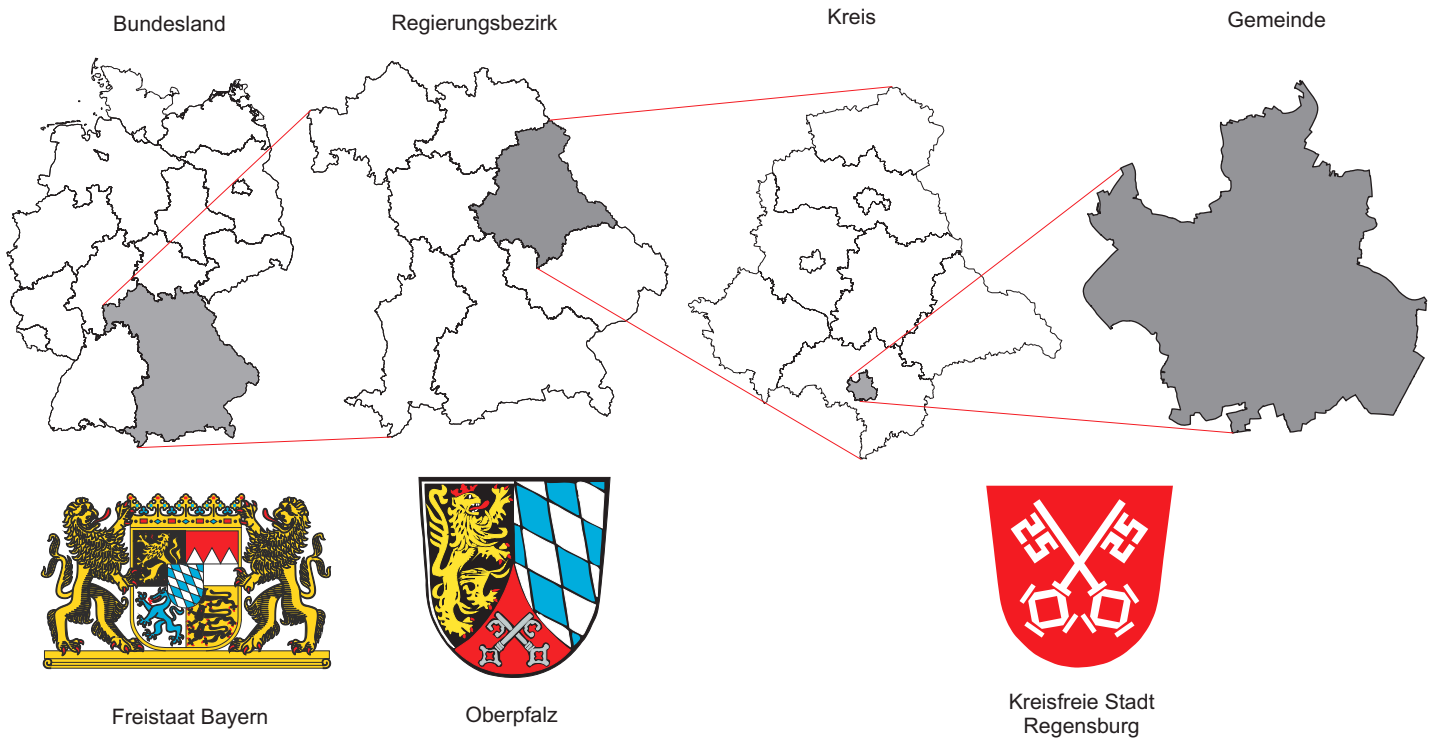 Bundesland
Regierungsbezirk
Kreis
Gemeinde
Freistaat Bayern
Oberpfalz
Kreisfreie Stadt
Regensburg